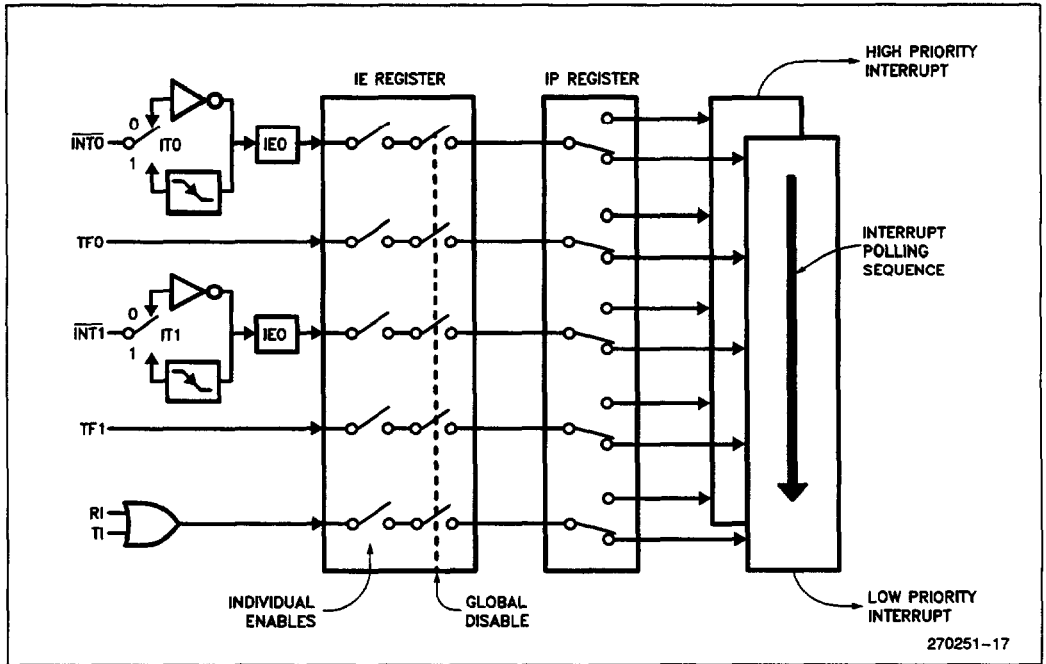 IE REGISTER
IP REGISTER
HIGH PRIORITY
INTERRUPT
INT0
0
1
IT0
IE0
TF0
INT1
0
1
IT1
IE0
TF1
RI
TI
INTERRUPT
POLLING
SEQUENCE
INDIVIDUAL
ENABLES
GLOBAL
DISABLE
LOW PRIORITY
INTERRUPT
270251-17